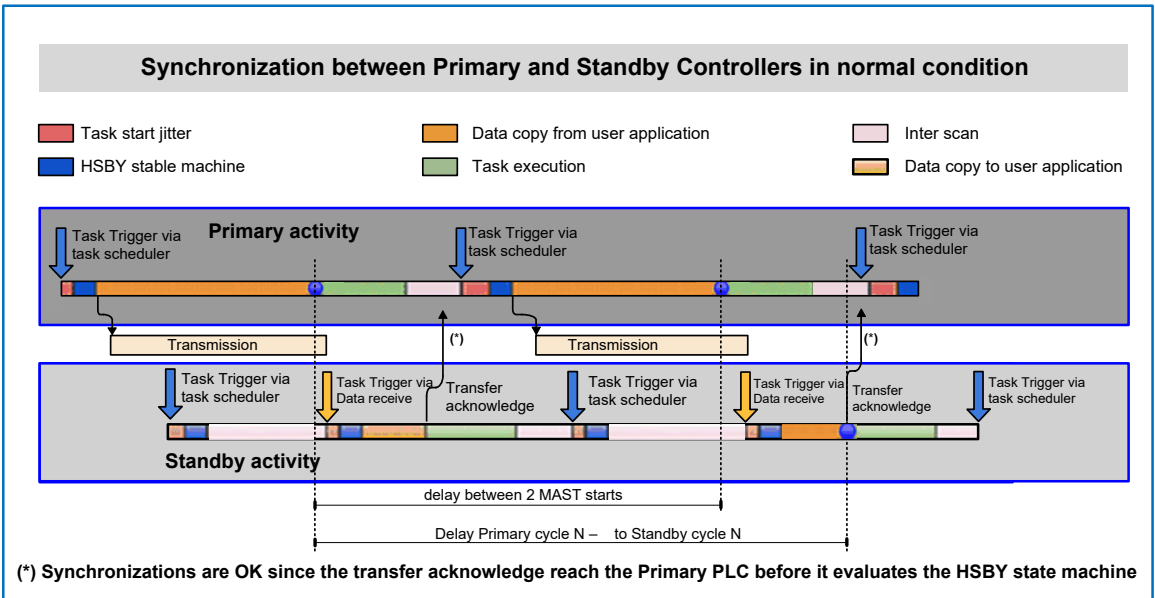 Synchronization between Primary and Standby Controllers in normal condition
Task start jitter
Data copy from user application
Inter scan
HSBY stable machine
Task execution
Data copy to user application
Primary activity
Task Trigger via
task scheduler
Task Trigger via
task scheduler
Task Trigger via
task scheduler
(*)
(*)
Transmission
Transmission
Task Trigger via
task scheduler
Task Trigger via
Data receive
Transfer
acknowledge
Task Trigger via
task scheduler
Task Trigger via
Data receive
Transfer
acknowledge
Task Trigger via
task scheduler
Standby activity
delay between 2 MAST starts
Delay Primary cycle N – to Standby cycle N
(*) Synchronizations are OK since the transfer acknowledge reach the Primary PLC before it evaluates the HSBY state machine